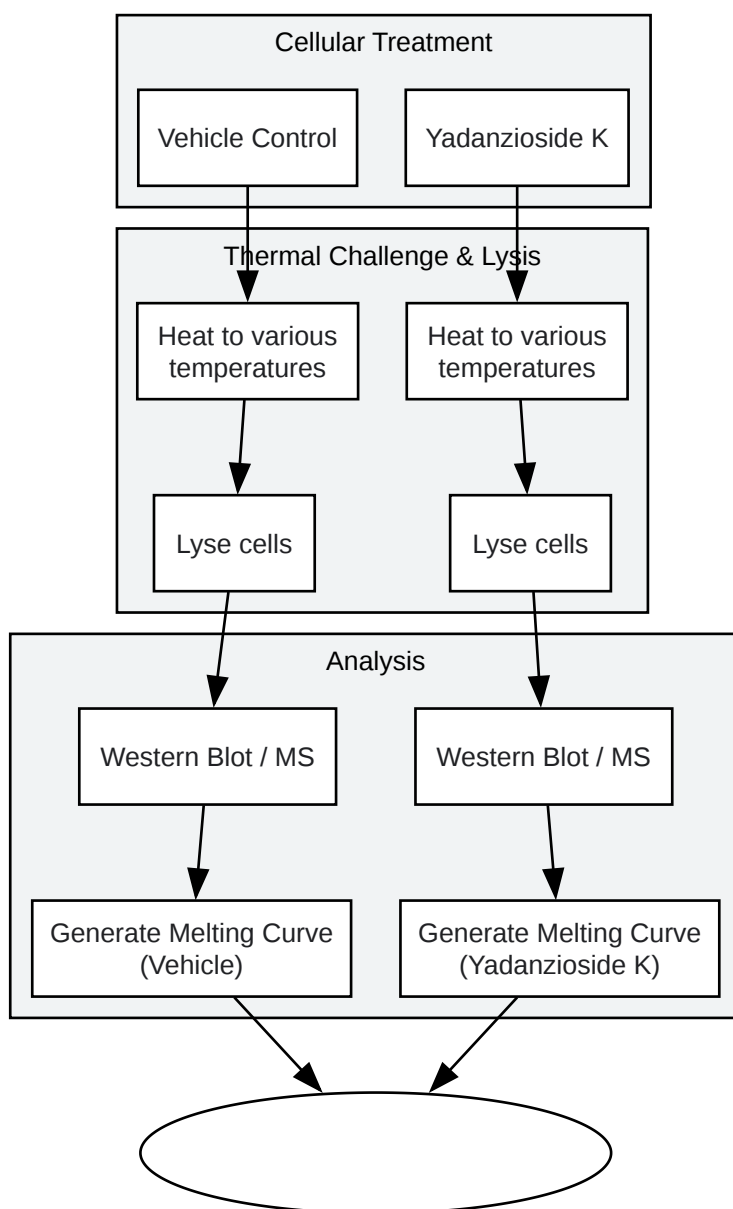 Cellular Treatment
Vehicle Control
Yadanzioside K
Thermal Challenge & Lysis
Heat to various
temperatures
Heat to various
temperatures
Lyse cells
Lyse cells
Analysis
Western Blot / MS
Western Blot / MS
Generate Melting Curve
(Vehicle)
Generate Melting Curve
(Yadanzioside K)